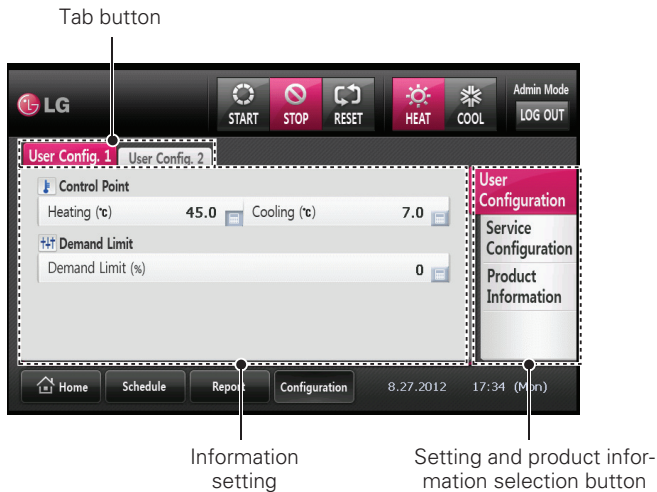 Tab button
LG
START STOP RESET HEAT COOL
Admin Mode
LOG OUT
User Config. 1 User Config. 2
Control Point
Heating (℃) 45.0 Cooling (℃) 7.0
Demand Limit
Demand Limit (%) 0
User
Configuration
Service
Configuration
Product
Information
Home Schedule Report Configuration 8.27.2012 17:34 (Mon)
Information
setting
Setting and product infor-
mation selection button